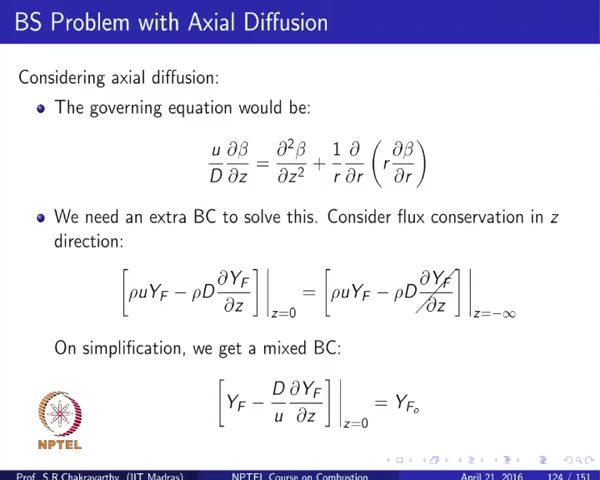 BS Problem with Axial Diffusion
Considering axial diffusion:
The governing equation would be:
u/D ∂β/∂z = ∂²β/∂z² + 1/r ∂/∂r (r ∂β/∂r)
We need an extra BC to solve this. Consider flux conservation in z
direction:
[ρuY_F − ρD ∂Y_F/∂z]|_{z=0} = [ρuY_F − ρD ∂Y_F/∂z]|_{z=−∞}
On simplification, we get a mixed BC:
[Y_F − D/u ∂Y_F/∂z]|_{z=0} = Y_{F_o}
NPTEL
Prof. S R Chakravarthy (IIT Madras) NPTEL Course on Combustion April 21, 2016 124 / 151